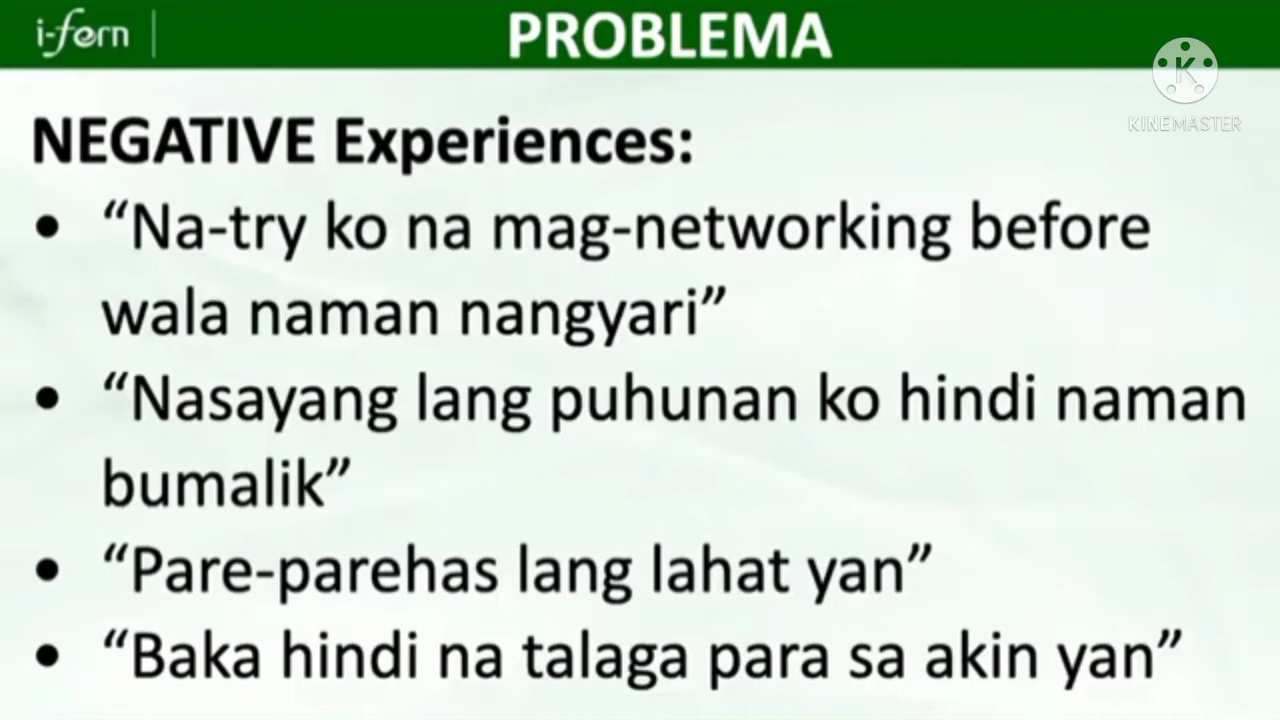 i-fern
PROBLEMA
K
KINEMASTER
NEGATIVE Experiences:
• “Na-try ko na mag-networking before
wala naman nangyari”
• “Nasayang lang puhunan ko hindi naman
bumalik”
• “Pare-parehas lang lahat yan”
• “Baka hindi na talaga para sa akin yan”